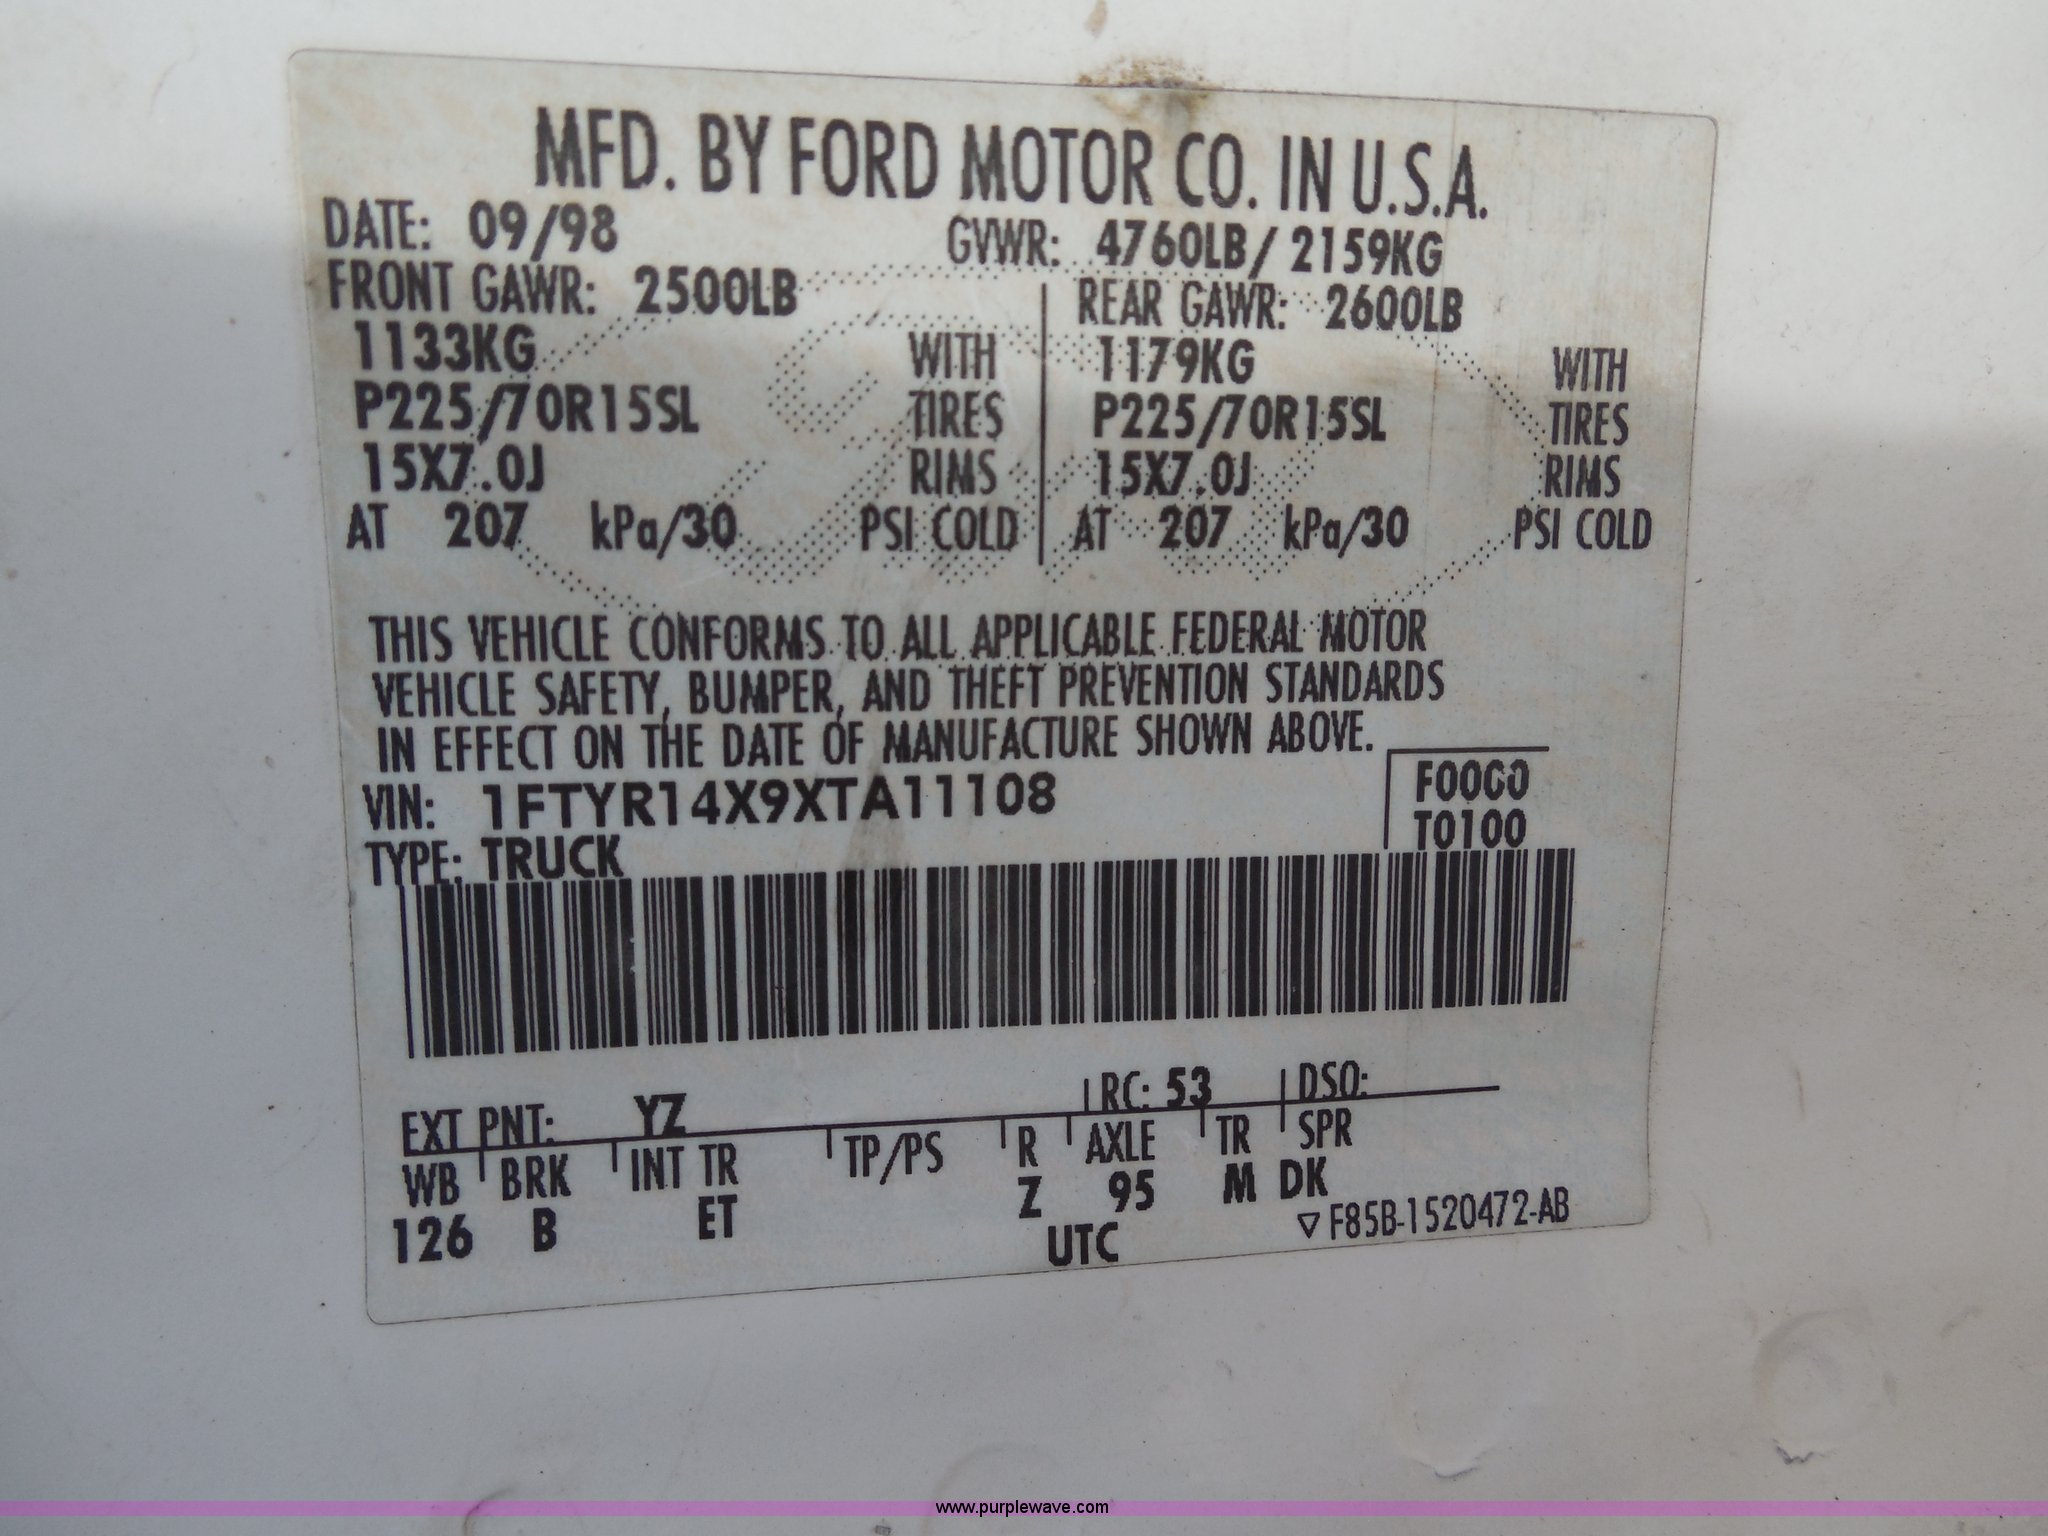 MFD. BY FORD MOTOR CO. IN U.S.A.
DATE: 09/98 GVWR: 4760LB/2159KG
FRONT GAWR: 2500LB REAR GAWR: 2600LB
1133KG WITH 1179KG WITH
P225/70R15SL TIRES P225/70R15SL TIRES
15X7.0J RIMS 15X7.0J RIMS
AT 207 kPa/30 PSI COLD AT 207 kPa/30 PSI COLD
THIS VEHICLE CONFORMS TO ALL APPLICABLE FEDERAL MOTOR
VEHICLE SAFETY, BUMPER, AND THEFT PREVENTION STANDARDS
IN EFFECT ON THE DATE OF MANUFACTURE SHOWN ABOVE.
VIN: 1FTYR14X9XTA11108
F0000
T0100
TYPE: TRUCK
EXT PNT: YZ RC: 53 DSO:
WB BRK INT TR TP/PS R AXLE TR SPR
126 B ET Z 95 M DK
UTC ▽F85B-1520472-AB
www.purplewave.com